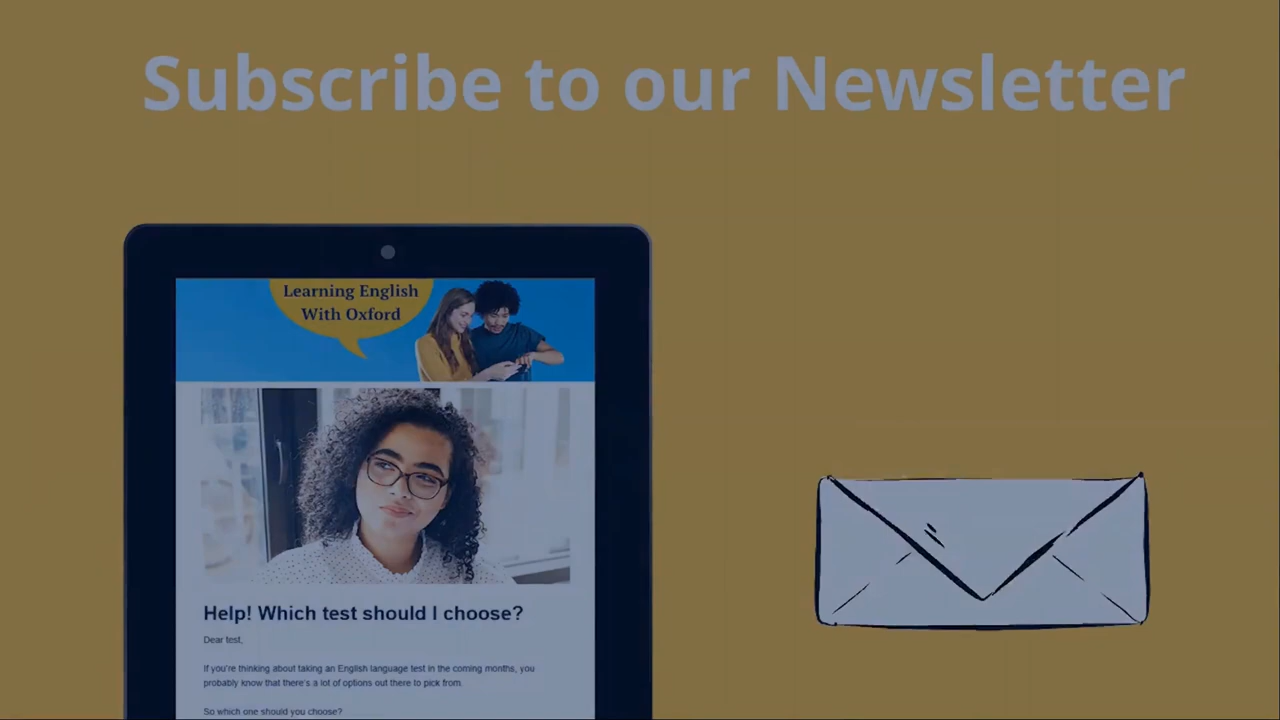 Subscribe to our Newsletter
Learning English
With Oxford
Help! Which test should I choose?
Dear test,
If you're thinking about taking an English language test in the coming months, you
probably know that there's a lot of options out there to pick from.
So which one should you choose?